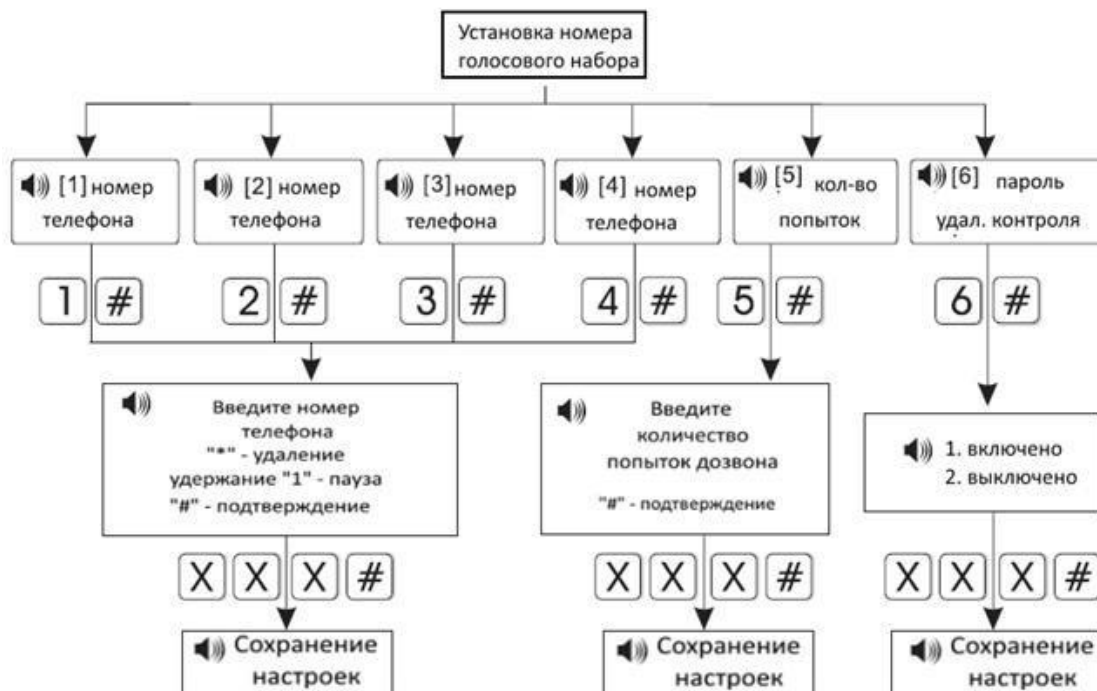 Установка номера
голосового набора
[1] номер
телефона
[2] номер
телефона
[3] номер
телефона
[4] номер
телефона
[5] кол-во
попыток
[6] пароль
удал. контроля
1 #
2 #
3 #
4 #
5 #
6 #
Введите номер
телефона
"*" - удаление
удержание "1" - пауза
"#" - подтверждение
Введите
количество
попыток дозвона
"#" - подтверждение
1. включено
2. выключено
X X X #
X X X #
X X X #
Сохранение
настроек
Сохранение
настроек
Сохранение
настроек